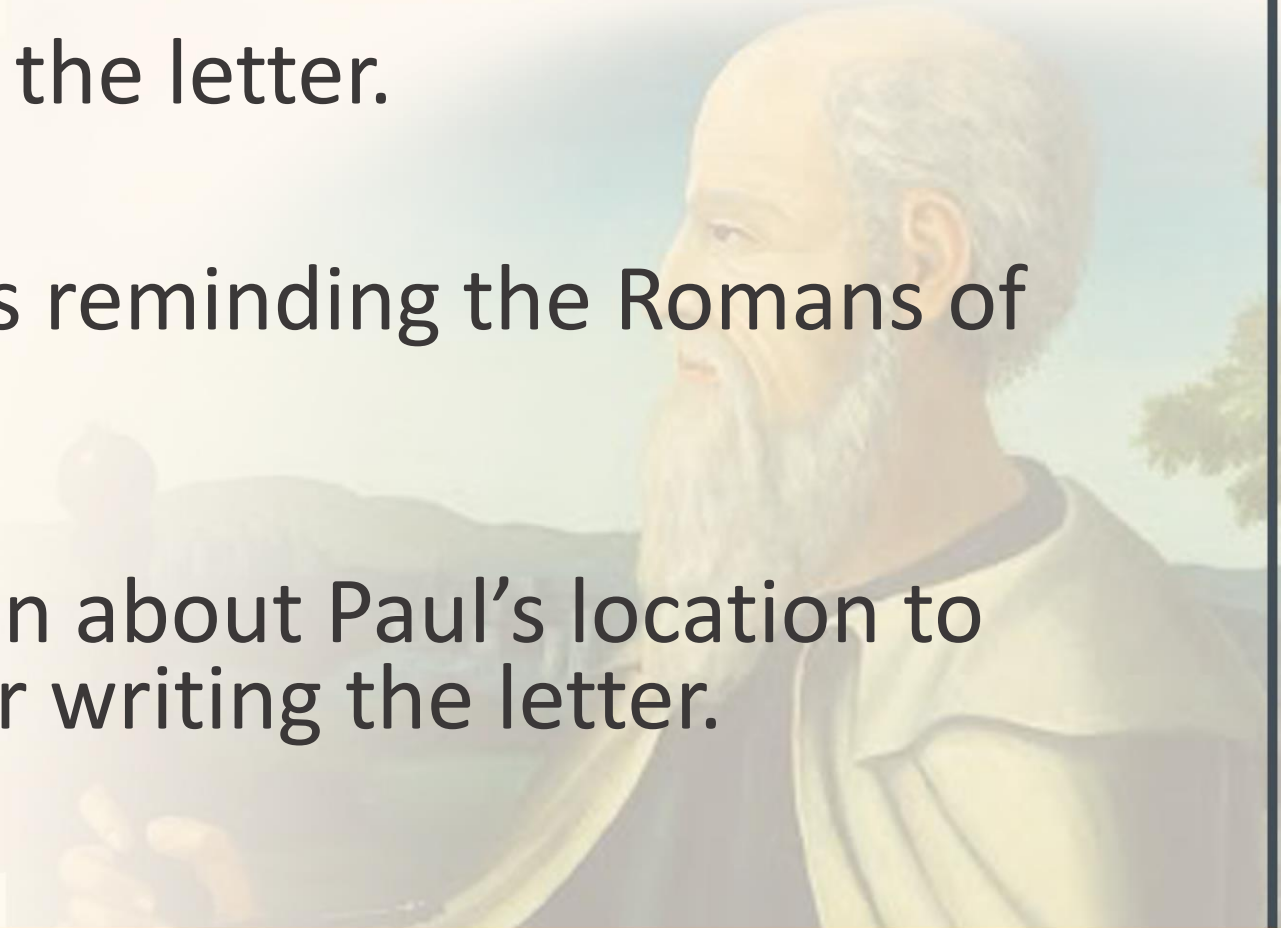 the letter.
s reminding the Romans of
n about Paul’s location to
r writing the letter.